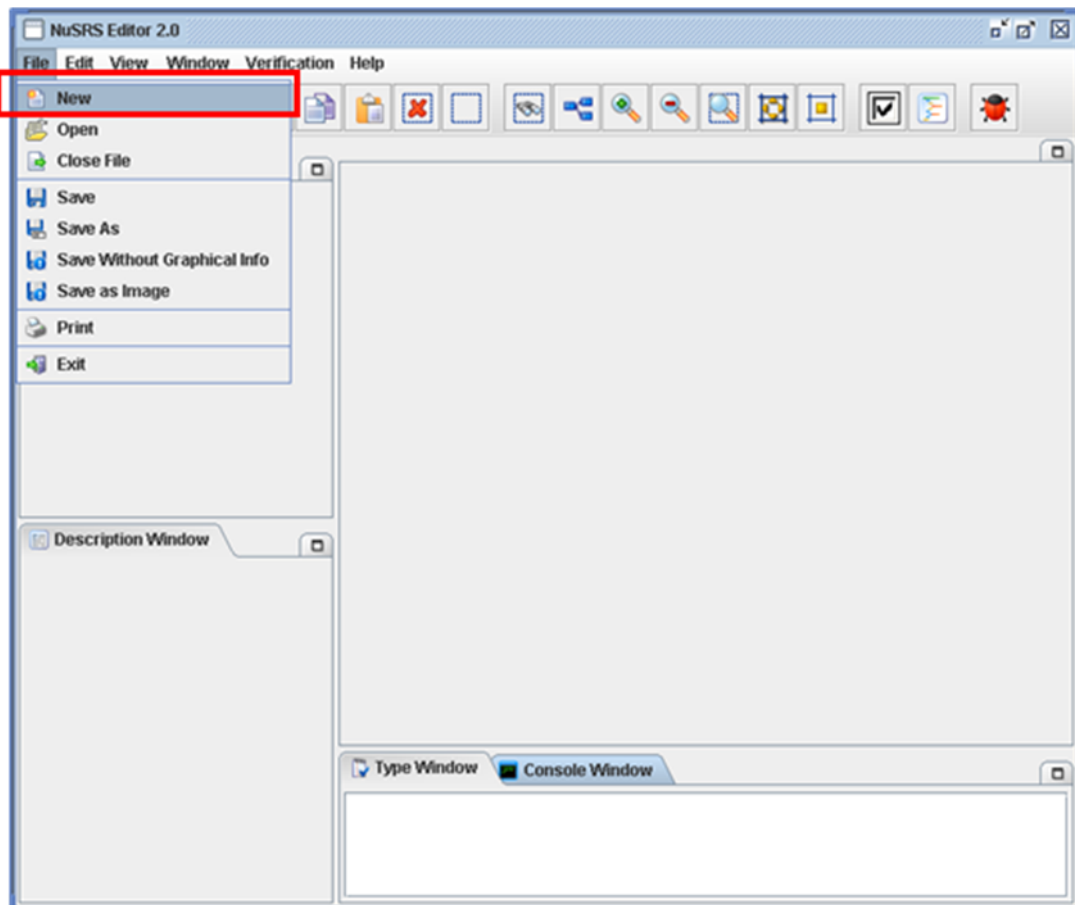 NuSRS Editor 2.0
File Edit View Window Verification Help
New
Open
Close File
Save
Save As
Save Without Graphical Info
Save as Image
Print
Exit
Description Window
Type Window Console Window